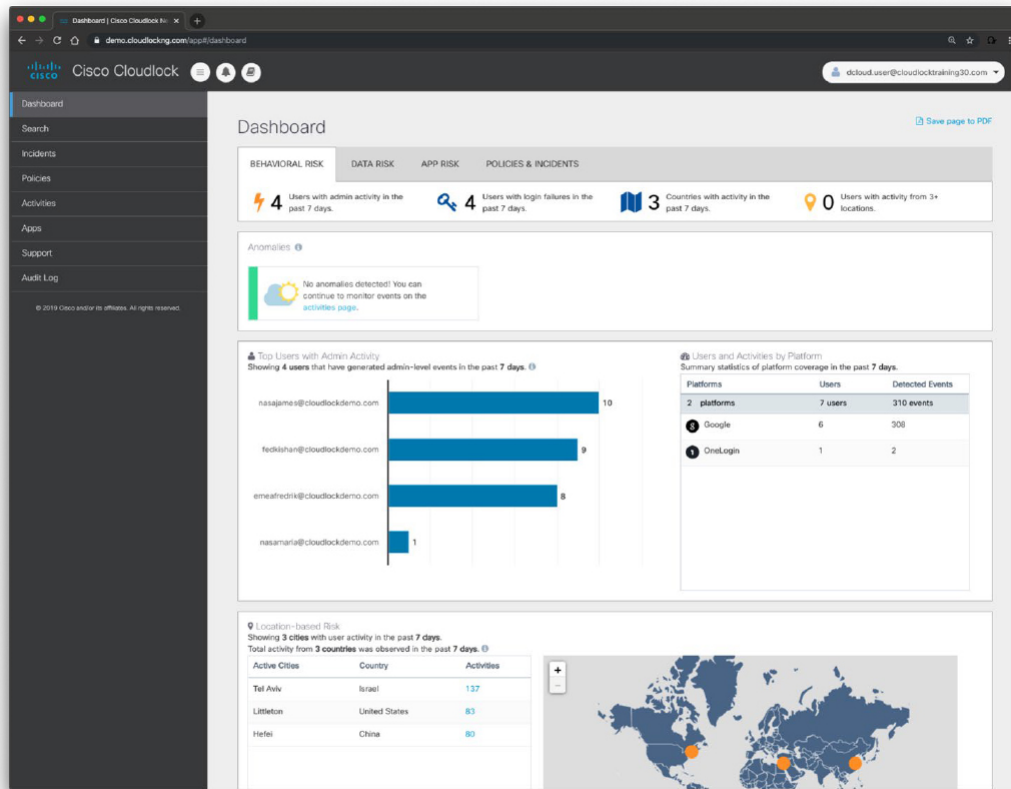 Dashboard | Cisco Cloudlock Ne
demo.cloudlockng.com/app#/dashboard
cisco
Cisco Cloudlock
dcloud.user@cloudlocktraining30.com
Dashboard
Search
Incidents
Policies
Activities
Apps
Support
Audit Log
© 2019 Cisco and/or its affiliates. All rights reserved.
Dashboard
Save page to PDF
BEHAVIORAL RISK DATA RISK APP RISK POLICIES & INCIDENTS
4 Users with admin activity in the
past 7 days.
4 Users with login failures in the
past 7 days.
3 Countries with activity in the
past 7 days.
0 Users with activity from 3+
locations.
Anomalies
No anomalies detected! You can
continue to monitor events on the
activities page.
Top Users with Admin Activity
Showing 4 users that have generated admin-level events in the past 7 days.
nasajames@cloudlockdemo.com 10
fedkishan@cloudlockdemo.com 9
emeafredrik@cloudlockdemo.com 8
nasamaria@cloudlockdemo.com 1
Users and Activities by Platform
Summary statistics of platform coverage in the past 7 days.
Platforms Users Detected Events
2 platforms 7 users 310 events
g Google 6 308
1 OneLogin 1 2
Location-based Risk
Showing 3 cities with user activity in the past 7 days.
Total activity from 3 countries was observed in the past 7 days.
Active Cities Country Activities
Tel Aviv Israel 137
Littleton United States 83
Hefei China 80
+
-